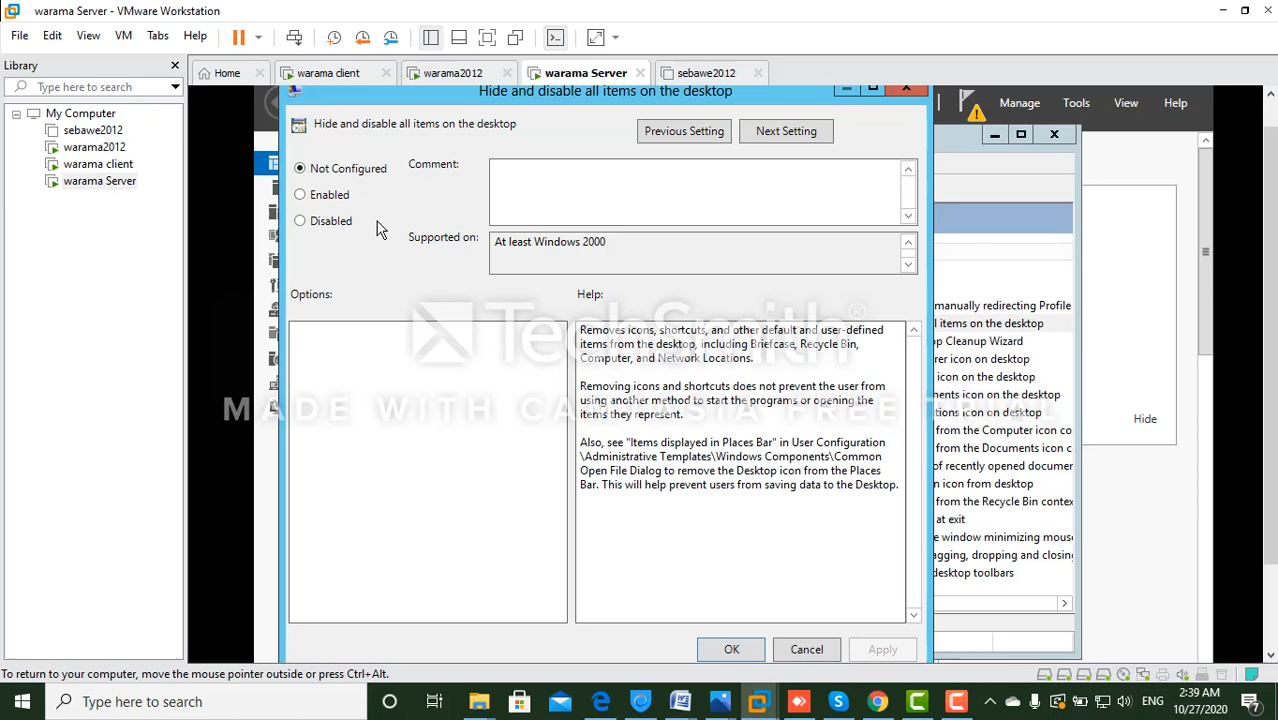 warama Server - VMware Workstation
File Edit View VM Tabs Help
Library
Type here to search
My Computer
sebawe2012
warama2012
warama client
warama Server
Home
warama client
warama2012
warama Server
sebawe2012
Manage Tools View Help
Hide and disable all items on the desktop
Hide and disable all items on the desktop
Previous Setting
Next Setting
Not Configured
Enabled
Disabled
Comment:
Supported on:
At least Windows 2000
Options:
Help:
Removes icons, shortcuts, and other default and user-defined
items from the desktop, including Briefcase, Recycle Bin,
Computer, and Network Locations.
Removing icons and shortcuts does not prevent the user from
using another method to start the programs or opening the
items they represent.
Also, see "Items displayed in Places Bar" in User Configuration
\Administrative Templates\Windows Components\Common
Open File Dialog to remove the Desktop icon from the Places
Bar. This will help prevent users from saving data to the Desktop.
OK
Cancel
Apply
manually redirecting Profile
items on the desktop
p Cleanup Wizard
er icon on desktop
icon on the desktop
ments icon on the desktop
ations icon on desktop
from the Computer icon co
from the Documents icon co
of recently opened documen
in icon from desktop
from the Recycle Bin context
at exit
e window minimizing mouse
agging, dropping and closing
desktop toolbars
Hide
TechSmith®
MADE WITH CAMTASIA FREE TRIAL
To return to your computer, move the mouse pointer outside or press Ctrl+Alt.
Type here to search
ENG
2:39 AM
10/27/2020
7